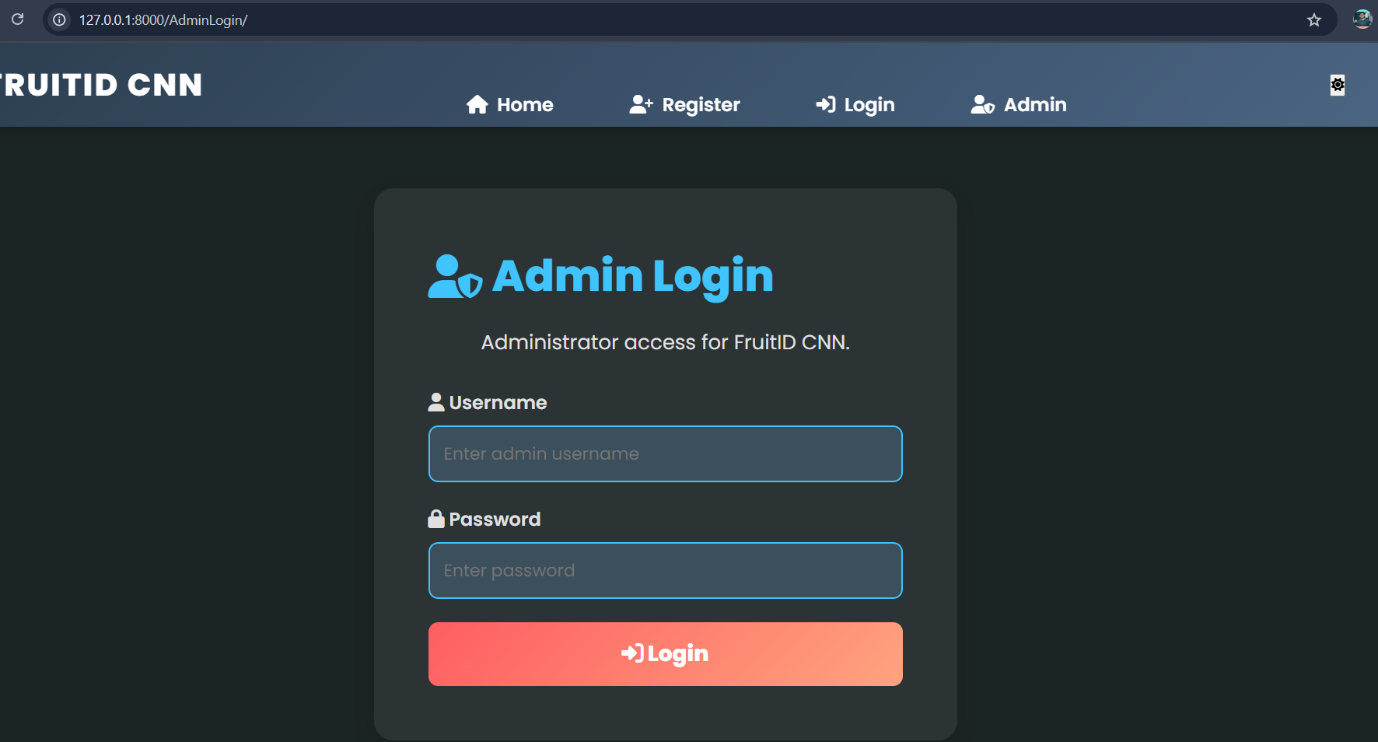 127.0.0.1:8000/AdminLogin/
FRUITID CNN
Home Register Login Admin
Admin Login
Administrator access for FruitID CNN.
Username
Enter admin username
Password
Enter password
Login